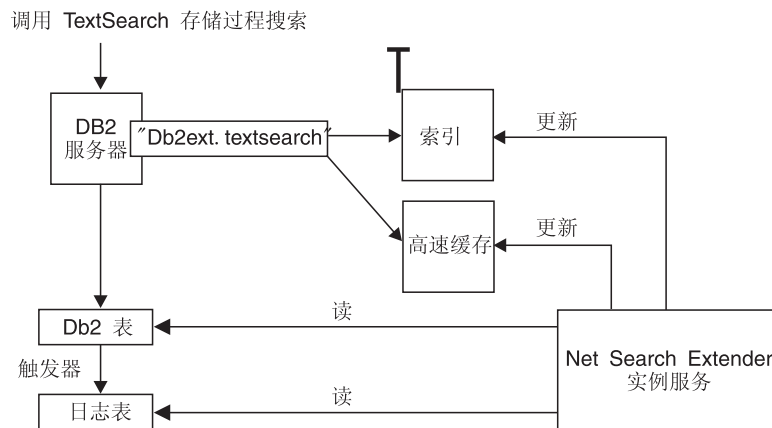 调用 TextSearch 存储过程搜索
T
DB2
服务器
"Db2ext. textsearch"
索引
更新
高速缓存
更新
读
Db2 表
触发器
Net Search Extender
实例服务
读
日志表